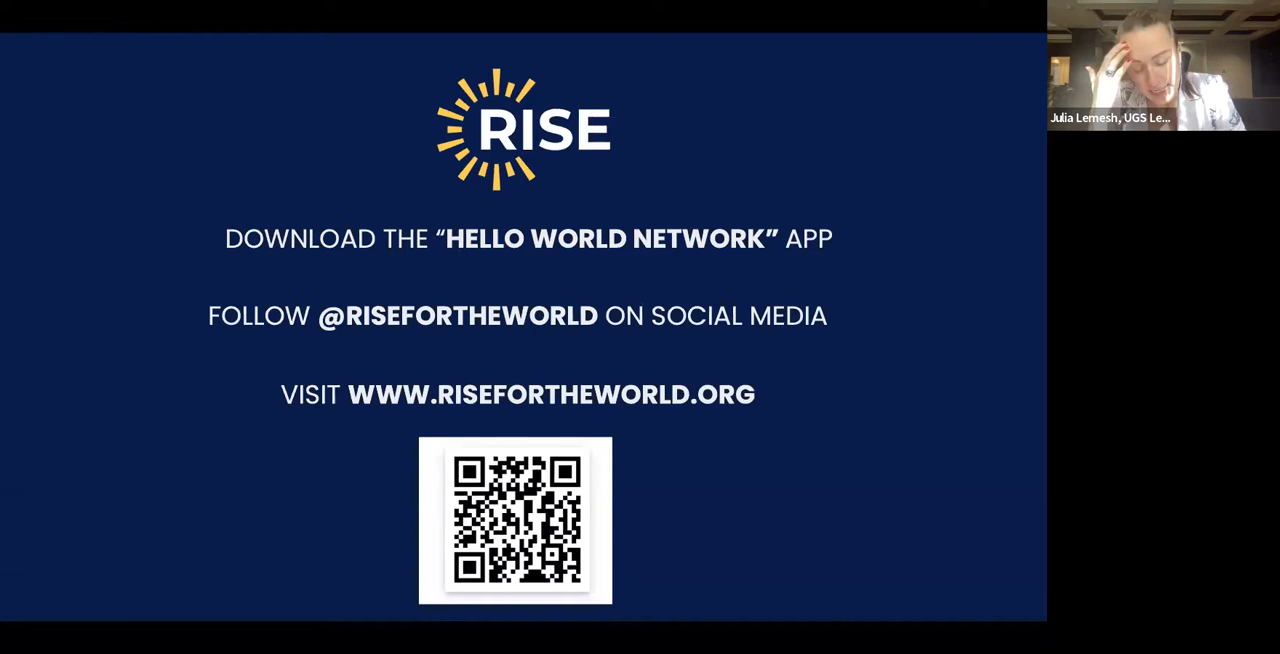 RISE
DOWNLOAD THE “HELLO WORLD NETWORK” APP
FOLLOW @RISEFORTHEWORLD ON SOCIAL MEDIA
VISIT WWW.RISEFORTHEWORLD.ORG
Julia Lemesh, UGS Le...